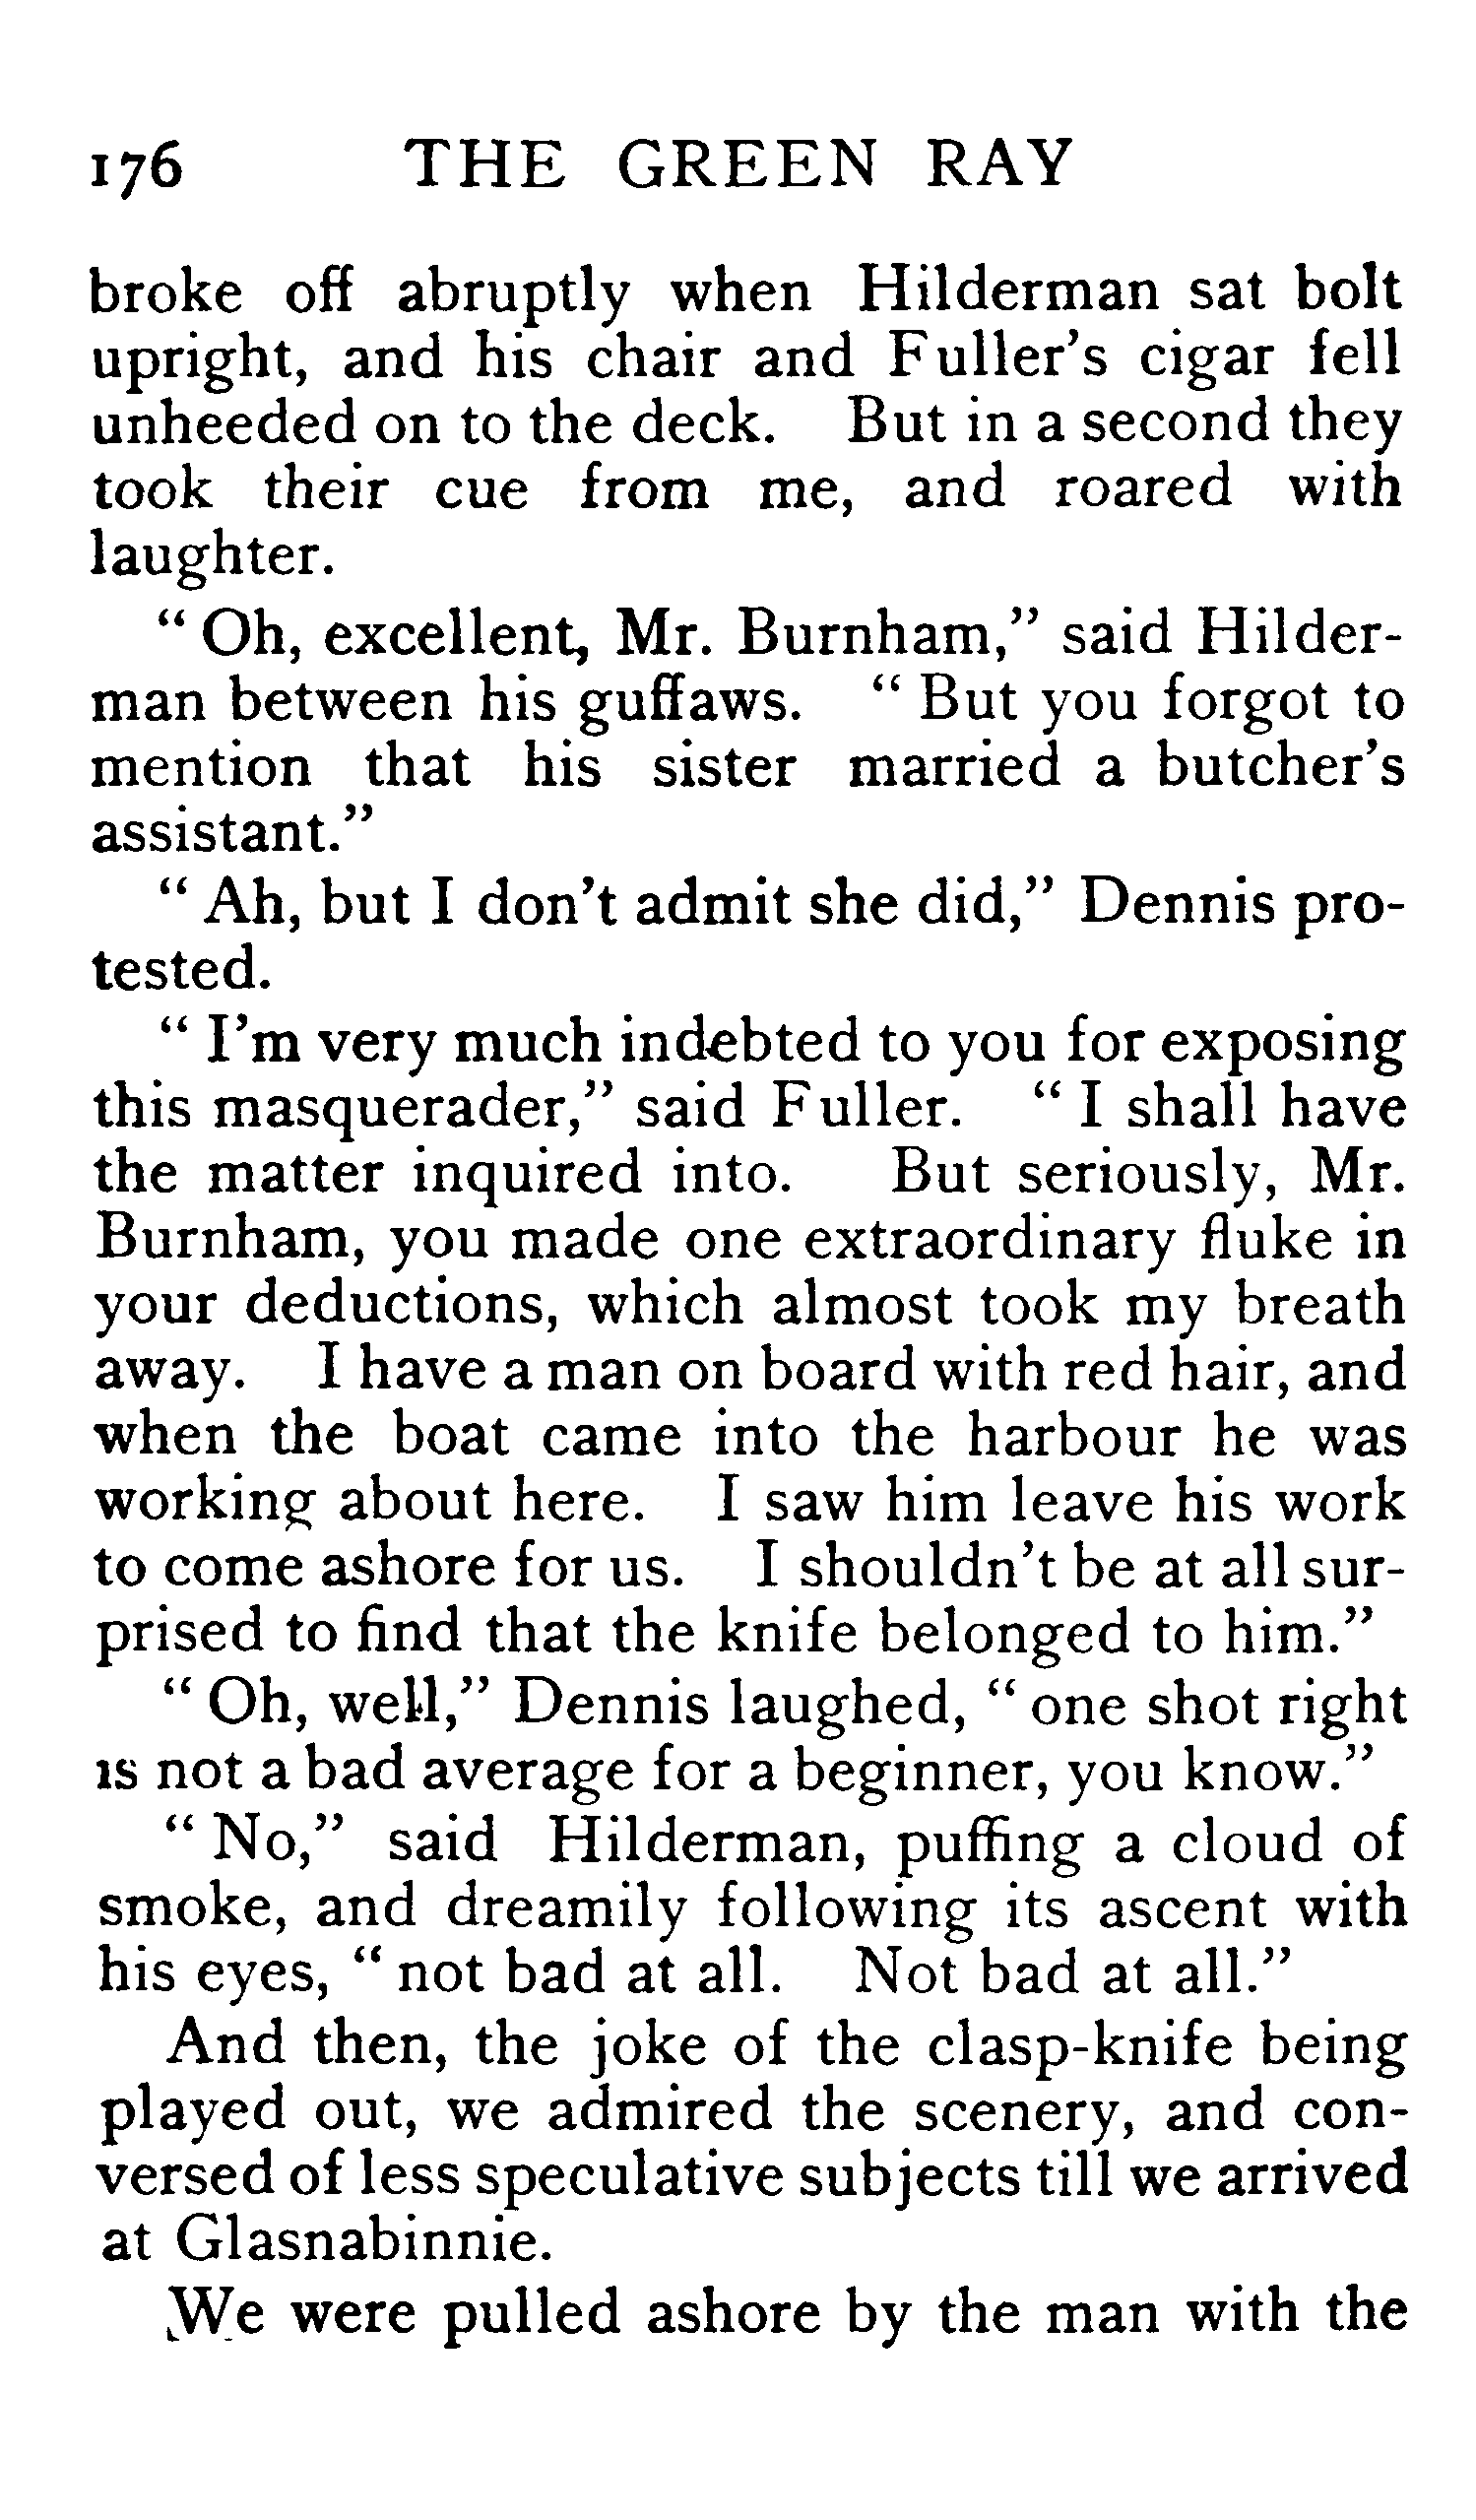 176 THE GREEN RAY
broke off abruptly when Hilderman sat bolt
upright, and his chair and Fuller's cigar fell
unheeded on to the deck. But in a second they
took their cue from me, and roared with
laughter.
" Oh, excellent, Mr. Burnham," said Hilder-
man between his guffaws. " But you forgot to
mention that his sister married a butcher's
assistant."
" Ah, but I don't admit she did," Dennis pro-
tested.
" I'm very much indebted to you for exposing
this masquerader," said Fuller. " I shall have
the matter inquired into. But seriously, Mr.
Burnham, you made one extraordinary fluke in
your deductions, which almost took my breath
away. I have a man on board with red hair, and
when the boat came into the harbour he was
working about here. I saw him leave his work
to come ashore for us. I shouldn't be at all sur-
prised to find that the knife belonged to him."
" Oh, well," Dennis laughed, " one shot right
is not a bad average for a beginner, you know."
" No," said Hilderman, puffing a cloud of
smoke, and dreamily following its ascent with
his eyes, " not bad at all. Not bad at all."
And then, the joke of the clasp-knife being
played out, we admired the scenery, and con-
versed of less speculative subjects till we arrived
at Glasnabinnie.
We were pulled ashore by the man with the